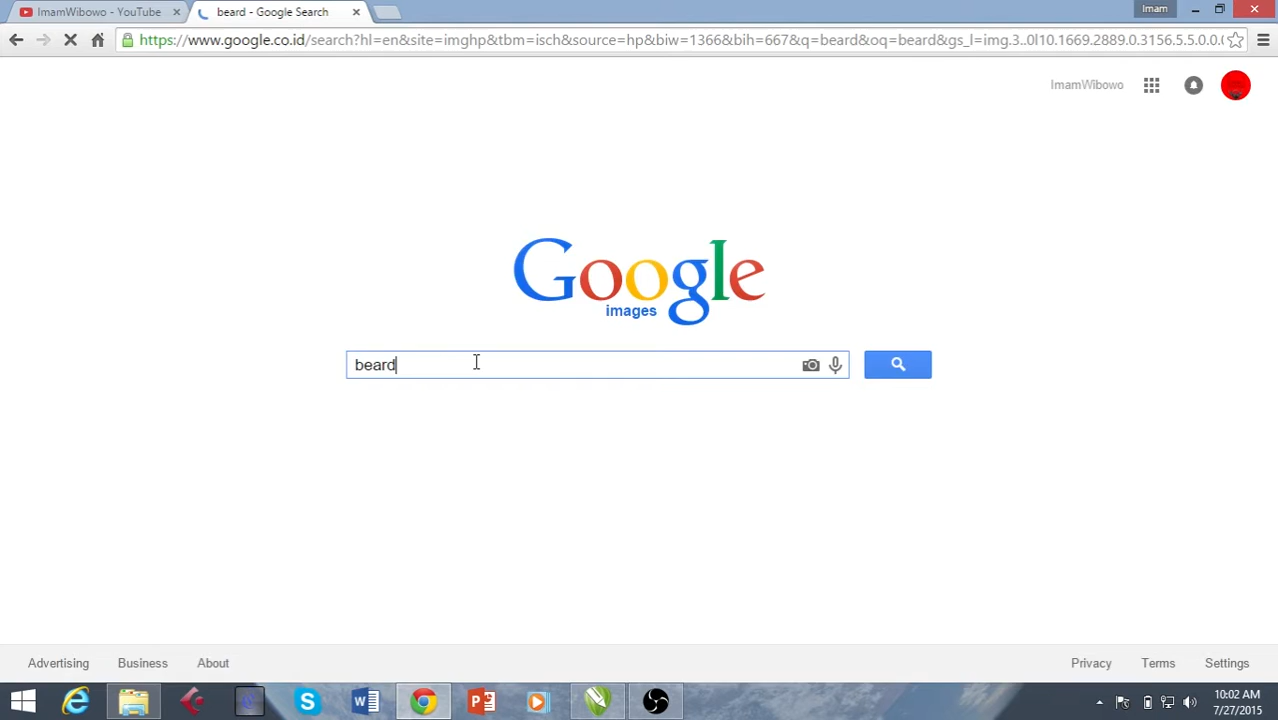 ImamWibowo - YouTube
beard - Google Search
Imam
https://www.google.co.id/search?hl=en&site=imghp&tbm=isch&source=hp&biw=1366&bih=667&q=beard&oq=beard&gs_l=img.3..0l10.1669.2889.0.3156.5.5.0.0.0
ImamWibowo
Google
images
beard
Advertising Business About
Privacy Terms Settings
10:02 AM
7/27/2015